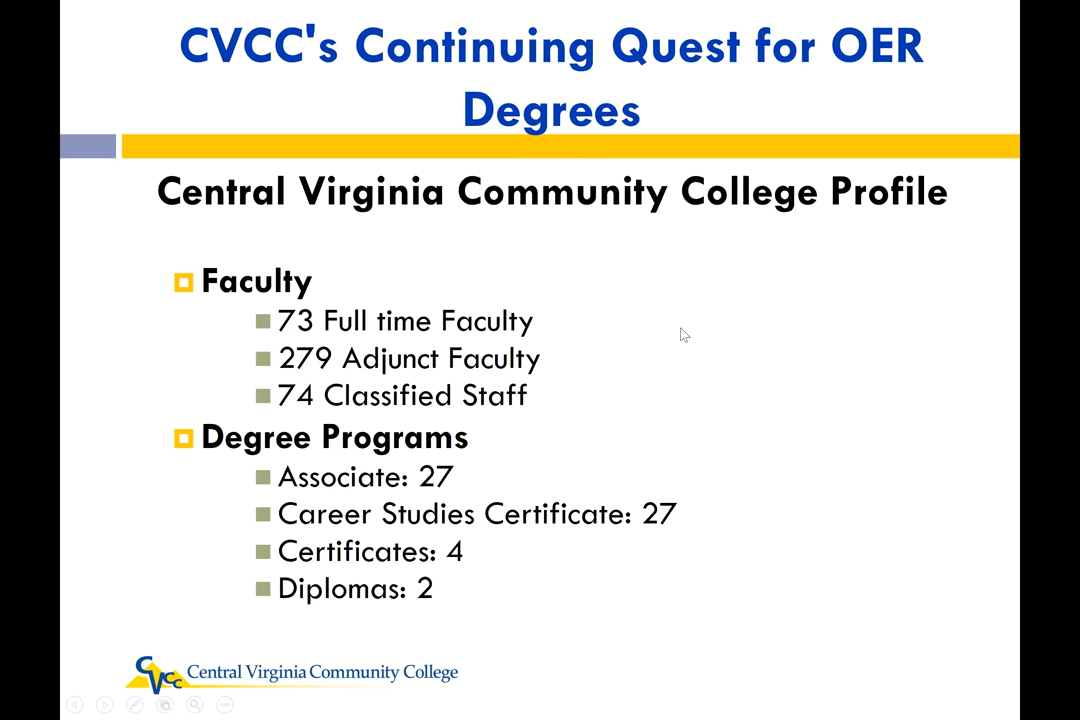 CVCC's Continuing Quest for OER
Degrees
Central Virginia Community College Profile
Faculty
73 Full time Faculty
279 Adjunct Faculty
74 Classified Staff
Degree Programs
Associate: 27
Career Studies Certificate: 27
Certificates: 4
Diplomas: 2
CVCC Central Virginia Community College